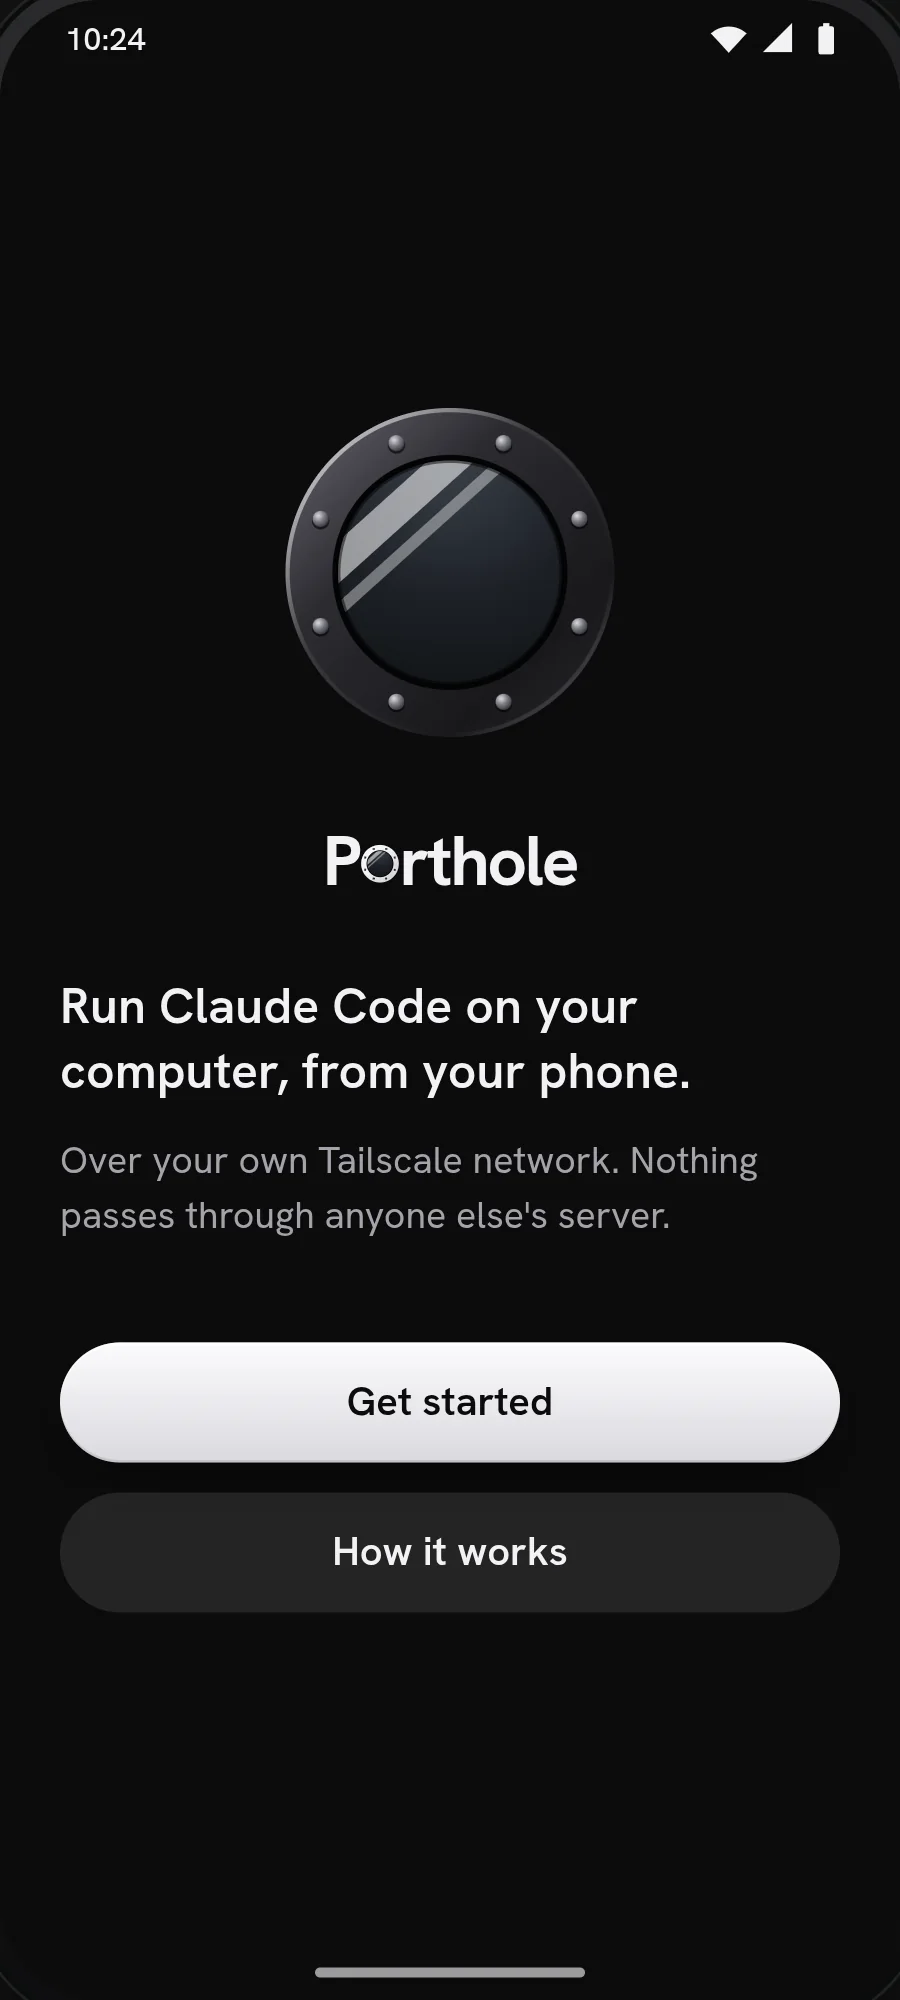 10:24
Porthole
Run Claude Code on your
computer, from your phone.
Over your own Tailscale network. Nothing
passes through anyone else's server.
Get started
How it works